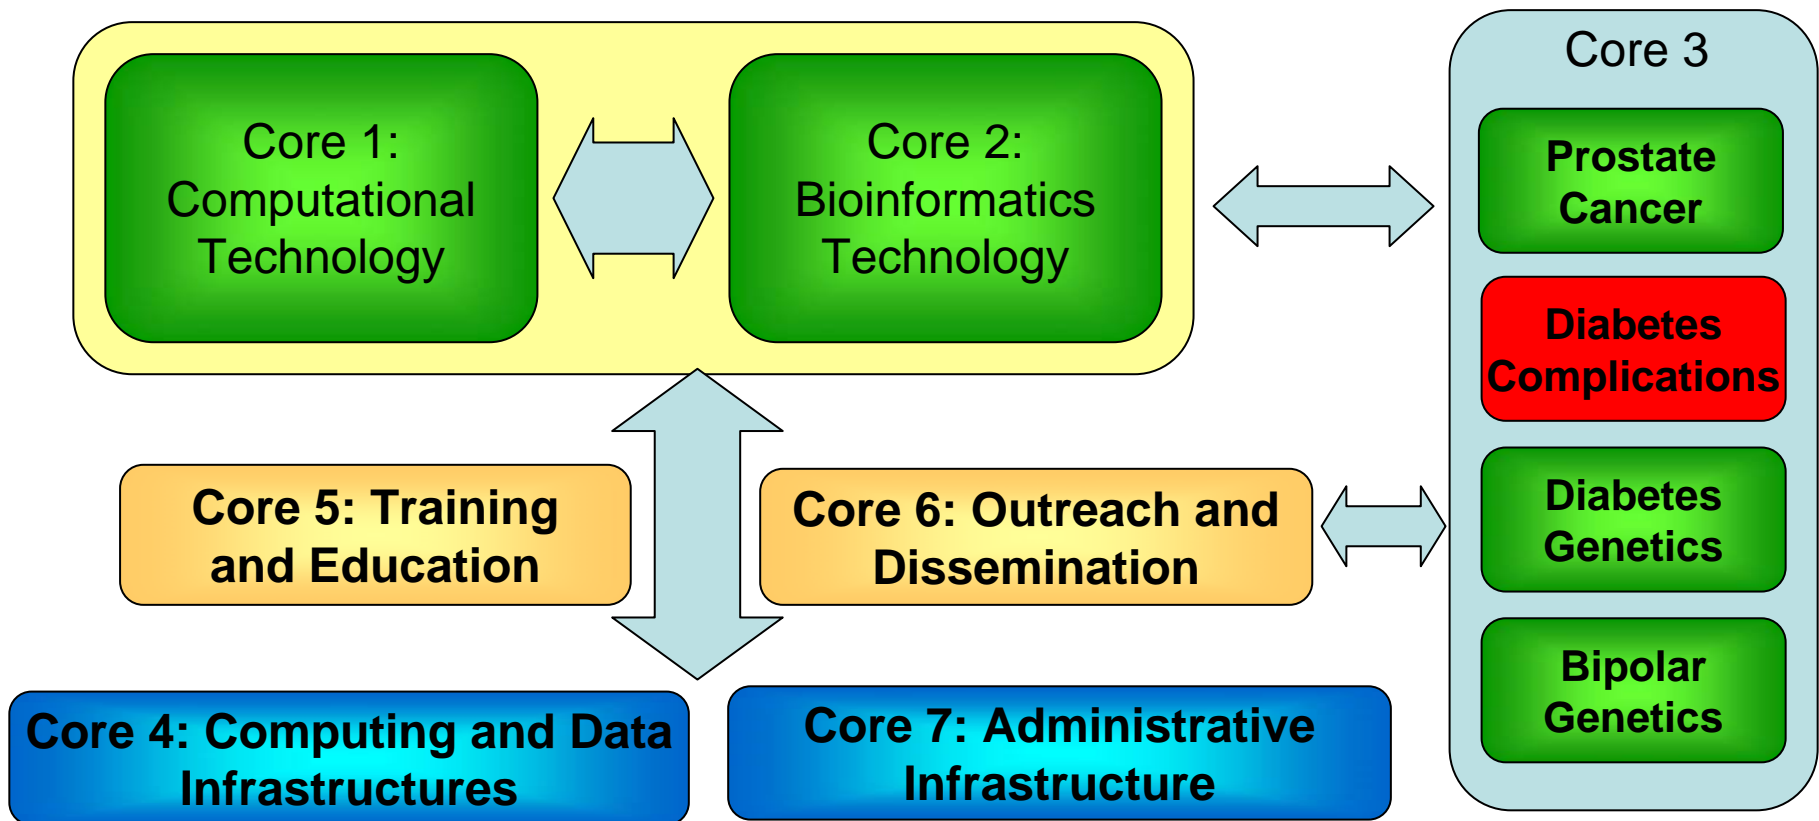 Core 1:
Computational
Technology
Core 2:
Bioinformatics
Technology
Core 3
Prostate
Cancer
Diabetes
Complications
Diabetes
Genetics
Bipolar
Genetics
Core 5: Training
and Education
Core 6: Outreach and
Dissemination
Core 4: Computing and Data
Infrastructures
Core 7: Administrative
Infrastructure